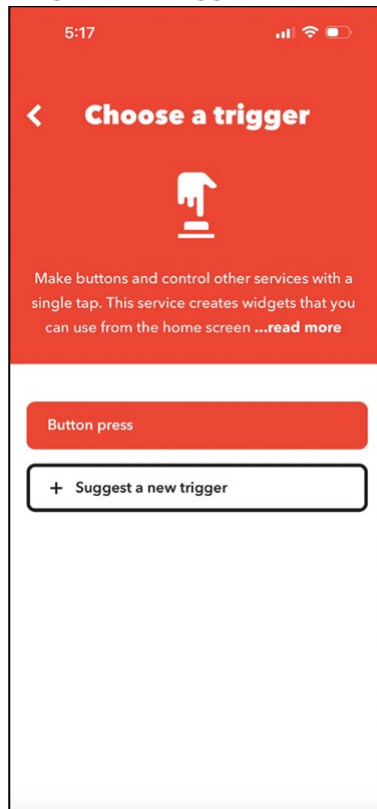 5:17
Choose a trigger
Make buttons and control other services with a
single tap. This service creates widgets that you
can use from the home screen ...read more
Button press
+ Suggest a new trigger